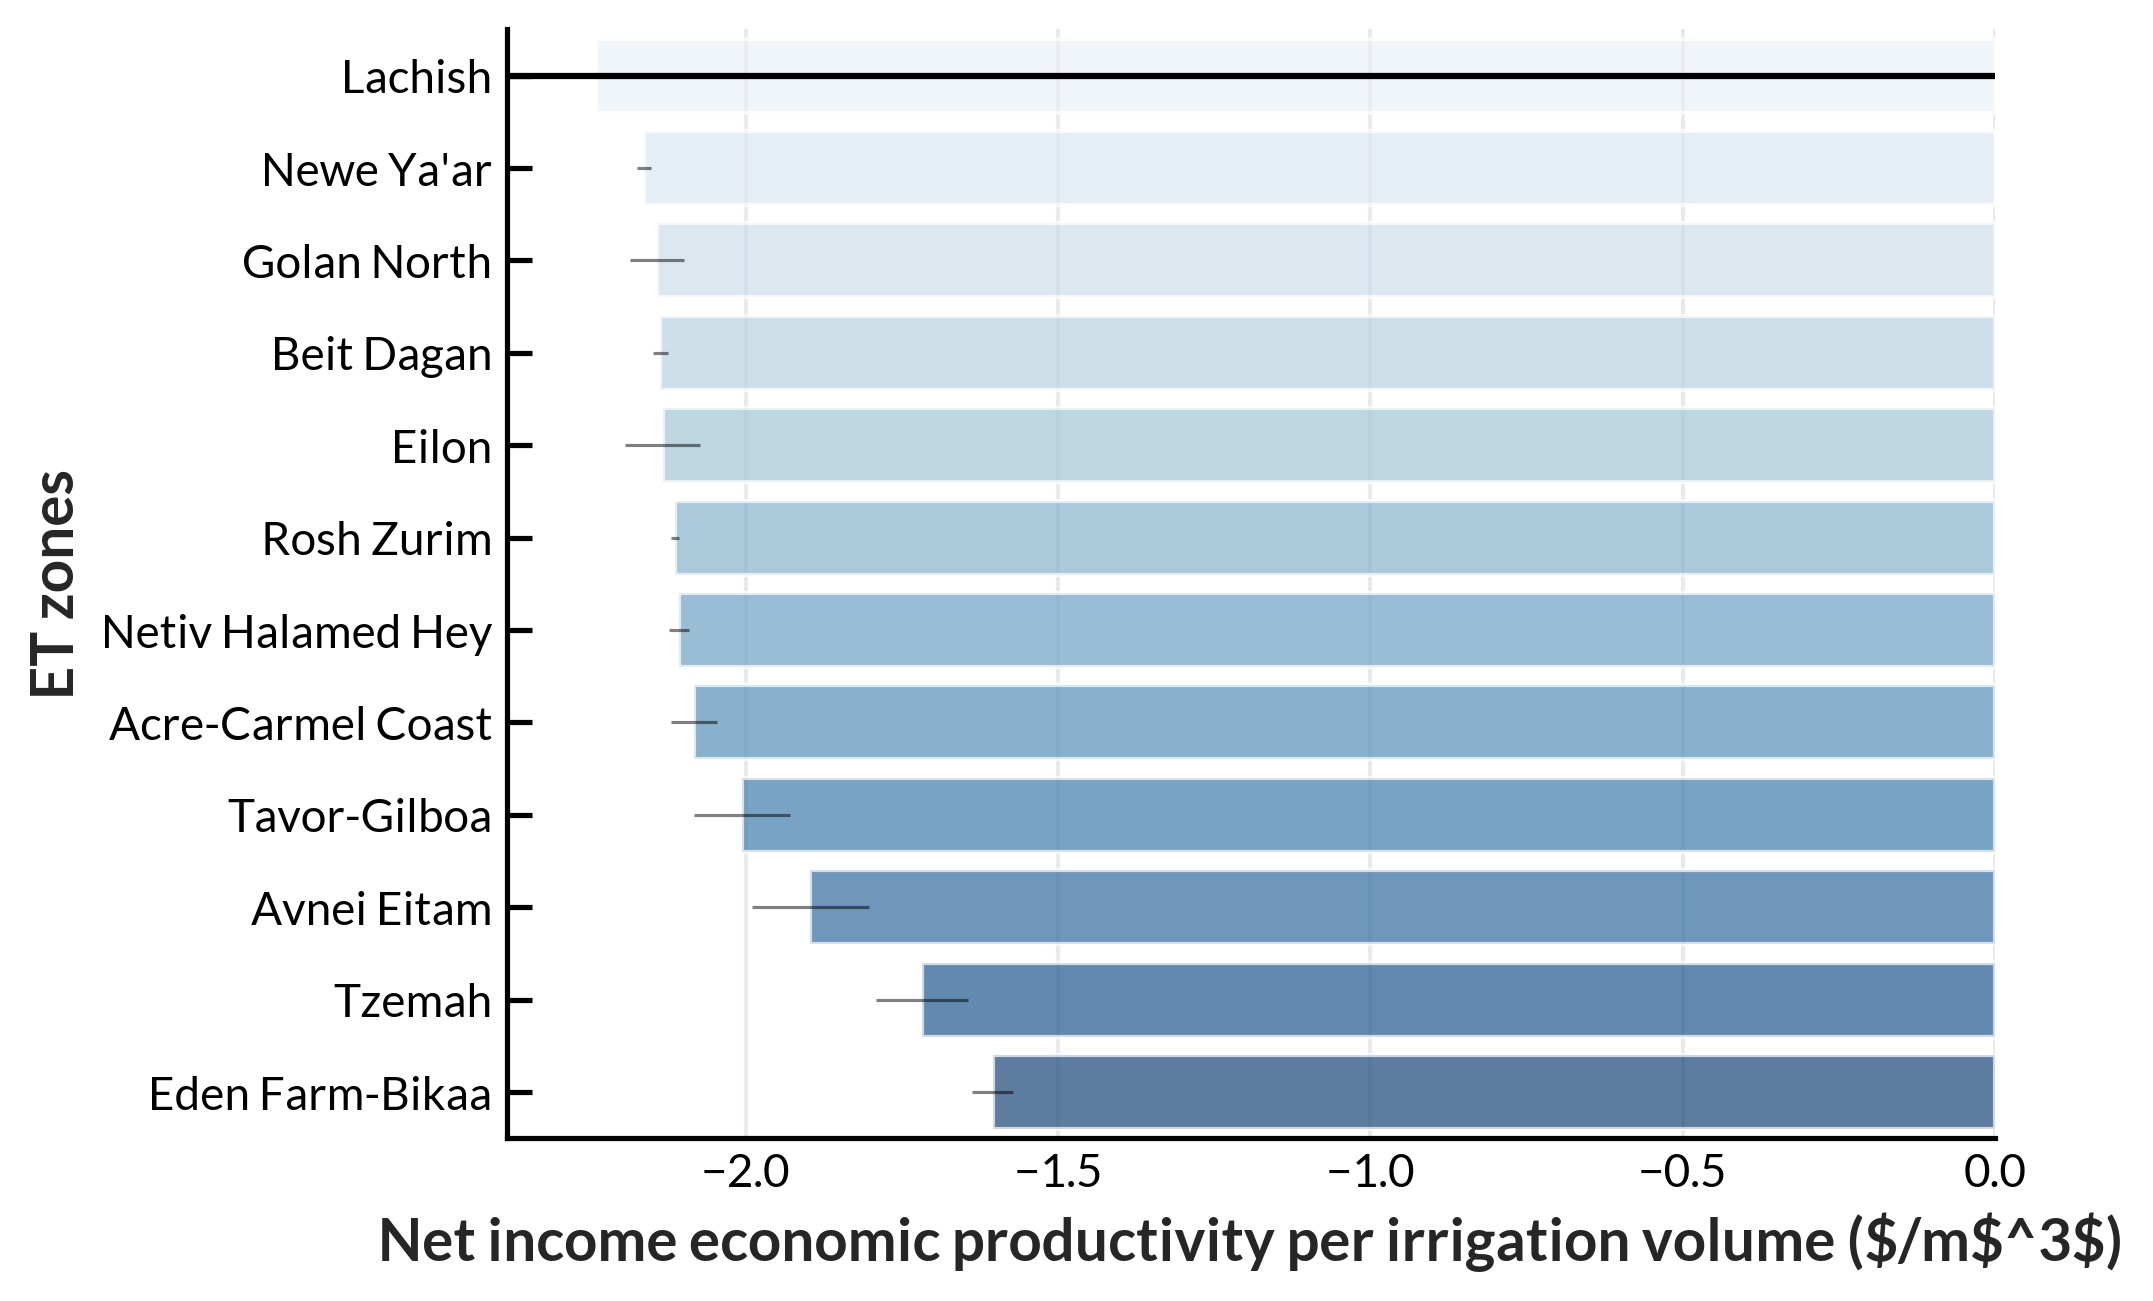 Lachish
Newe Ya'ar
Golan North
Beit Dagan
Eilon
Rosh Zurim
Netiv Halamed Hey
Acre-Carmel Coast
Tavor-Gilboa
Avnei Eitam
Tzemah
Eden Farm-Bikaa
ET zones
−2.0 −1.5 −1.0 −0.5 0.0
Net income economic productivity per irrigation volume ($/m$^3$)